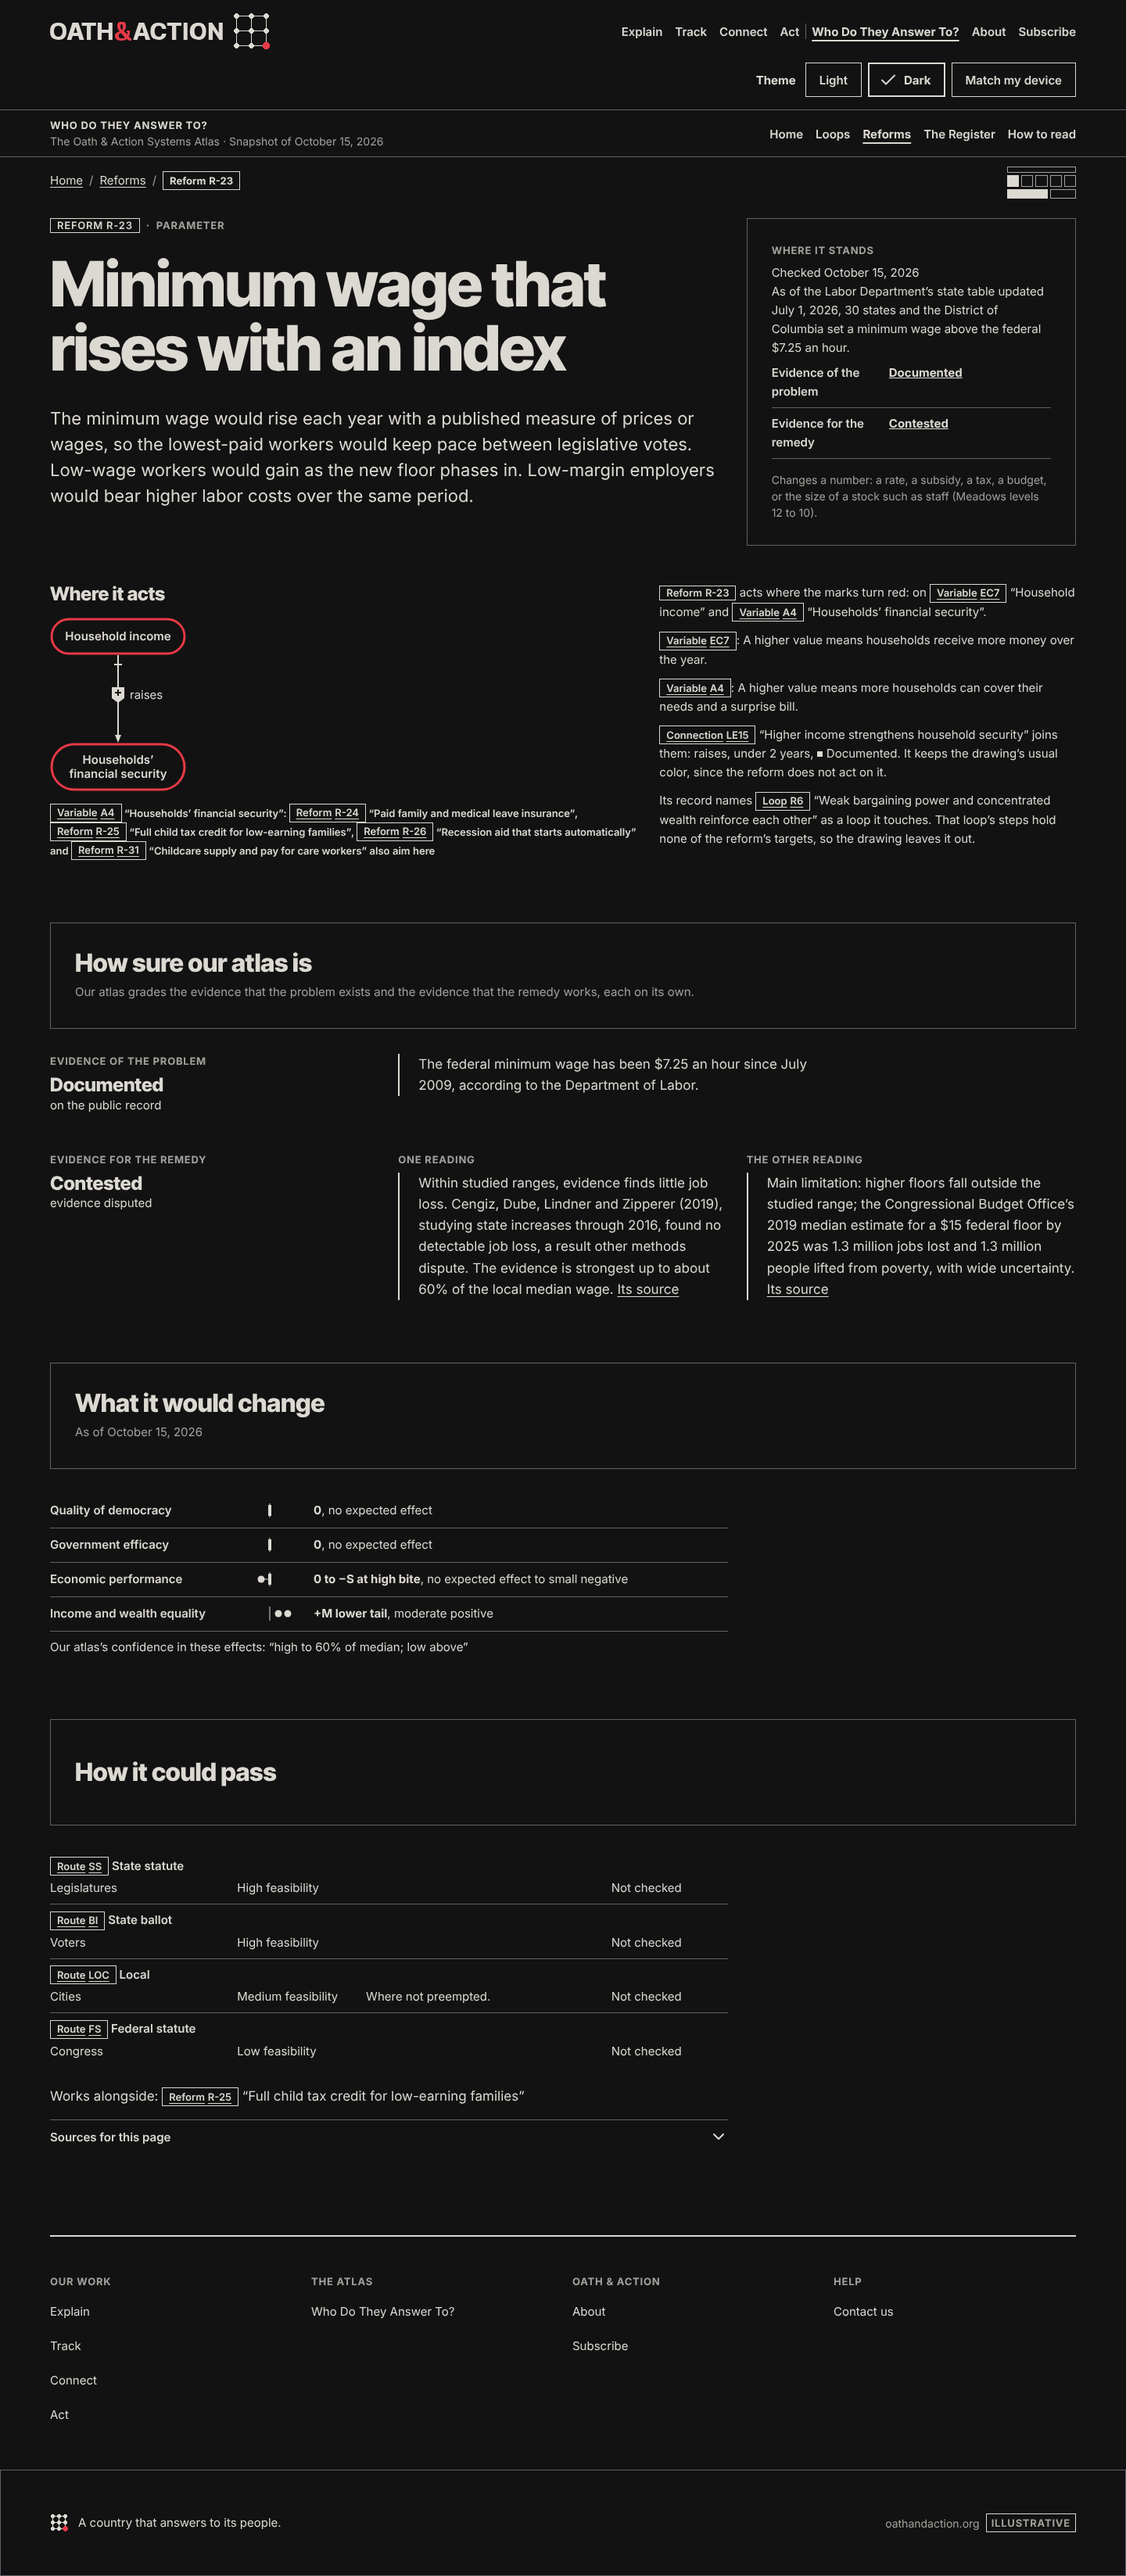 OATH&ACTION
Explain Track Connect Act Who Do They Answer To? About Subscribe
Theme Light Dark Match my device
WHO DO THEY ANSWER TO?
The Oath & Action Systems Atlas · Snapshot of October 15, 2026
Home Loops Reforms The Register How to read
Home / Reforms / Reform R-23
REFORM R-23 · PARAMETER
Minimum wage that
rises with an index
The minimum wage would rise each year with a published measure of prices or
wages, so the lowest-paid workers would keep pace between legislative votes.
Low-wage workers would gain as the new floor phases in. Low-margin employers
would bear higher labor costs over the same period.
WHERE IT STANDS
Checked October 15, 2026
As of the Labor Department’s state table updated
July 1, 2026, 30 states and the District of
Columbia set a minimum wage above the federal
$7.25 an hour.
Evidence of the
problem
Documented
Evidence for the
remedy
Contested
Changes a number: a rate, a subsidy, a tax, a budget,
or the size of a stock such as staff (Meadows levels
12 to 10).
Where it acts
Household income
raises
Households’
financial security
Variable A4 “Households’ financial security”: Reform R-24 “Paid family and medical leave insurance”,
Reform R-25 “Full child tax credit for low-earning families”, Reform R-26 “Recession aid that starts automatically”
and Reform R-31 “Childcare supply and pay for care workers” also aim here
Reform R-23 acts where the marks turn red: on Variable EC7 “Household
income” and Variable A4 “Households’ financial security”.
Variable EC7: A higher value means households receive more money over
the year.
Variable A4: A higher value means more households can cover their
needs and a surprise bill.
Connection LE15 “Higher income strengthens household security” joins
them: raises, under 2 years, ■ Documented. It keeps the drawing’s usual
color, since the reform does not act on it.
Its record names Loop R6 “Weak bargaining power and concentrated
wealth reinforce each other” as a loop it touches. That loop’s steps hold
none of the reform’s targets, so the drawing leaves it out.
How sure our atlas is
Our atlas grades the evidence that the problem exists and the evidence that the remedy works, each on its own.
EVIDENCE OF THE PROBLEM
Documented
on the public record
The federal minimum wage has been $7.25 an hour since July
2009, according to the Department of Labor.
EVIDENCE FOR THE REMEDY
Contested
evidence disputed
ONE READING
Within studied ranges, evidence finds little job
loss. Cengiz, Dube, Lindner and Zipperer (2019),
studying state increases through 2016, found no
detectable job loss, a result other methods
dispute. The evidence is strongest up to about
60% of the local median wage. Its source
THE OTHER READING
Main limitation: higher floors fall outside the
studied range; the Congressional Budget Office’s
2019 median estimate for a $15 federal floor by
2025 was 1.3 million jobs lost and 1.3 million
people lifted from poverty, with wide uncertainty.
Its source
What it would change
As of October 15, 2026
Quality of democracy 0, no expected effect
Government efficacy 0, no expected effect
Economic performance 0 to −S at high bite, no expected effect to small negative
Income and wealth equality +M lower tail, moderate positive
Our atlas’s confidence in these effects: “high to 60% of median; low above”
How it could pass
Route SS State statute
Legislatures High feasibility Not checked
Route BI State ballot
Voters High feasibility Not checked
Route LOC Local
Cities Medium feasibility Where not preempted. Not checked
Route FS Federal statute
Congress Low feasibility Not checked
Works alongside: Reform R-25 “Full child tax credit for low-earning families”
Sources for this page
OUR WORK
Explain
Track
Connect
Act
THE ATLAS
Who Do They Answer To?
OATH & ACTION
About
Subscribe
HELP
Contact us
A country that answers to its people.
oathandaction.org ILLUSTRATIVE